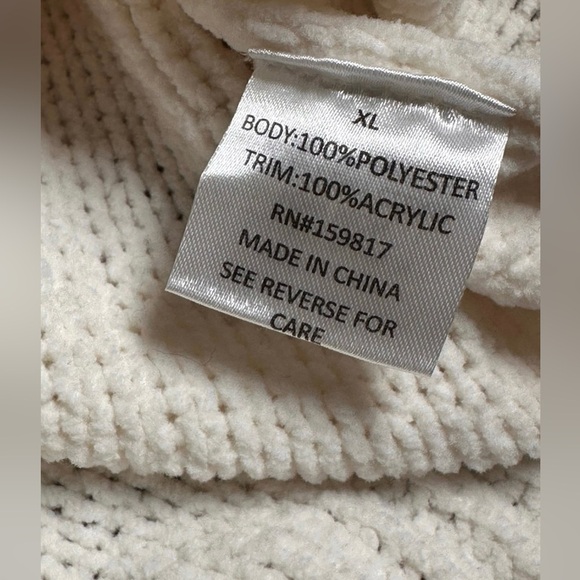 XL
BODY:100%POLYESTER
TRIM:100%ACRYLIC
RN#159817
MADE IN CHINA
SEE REVERSE FOR
CARE